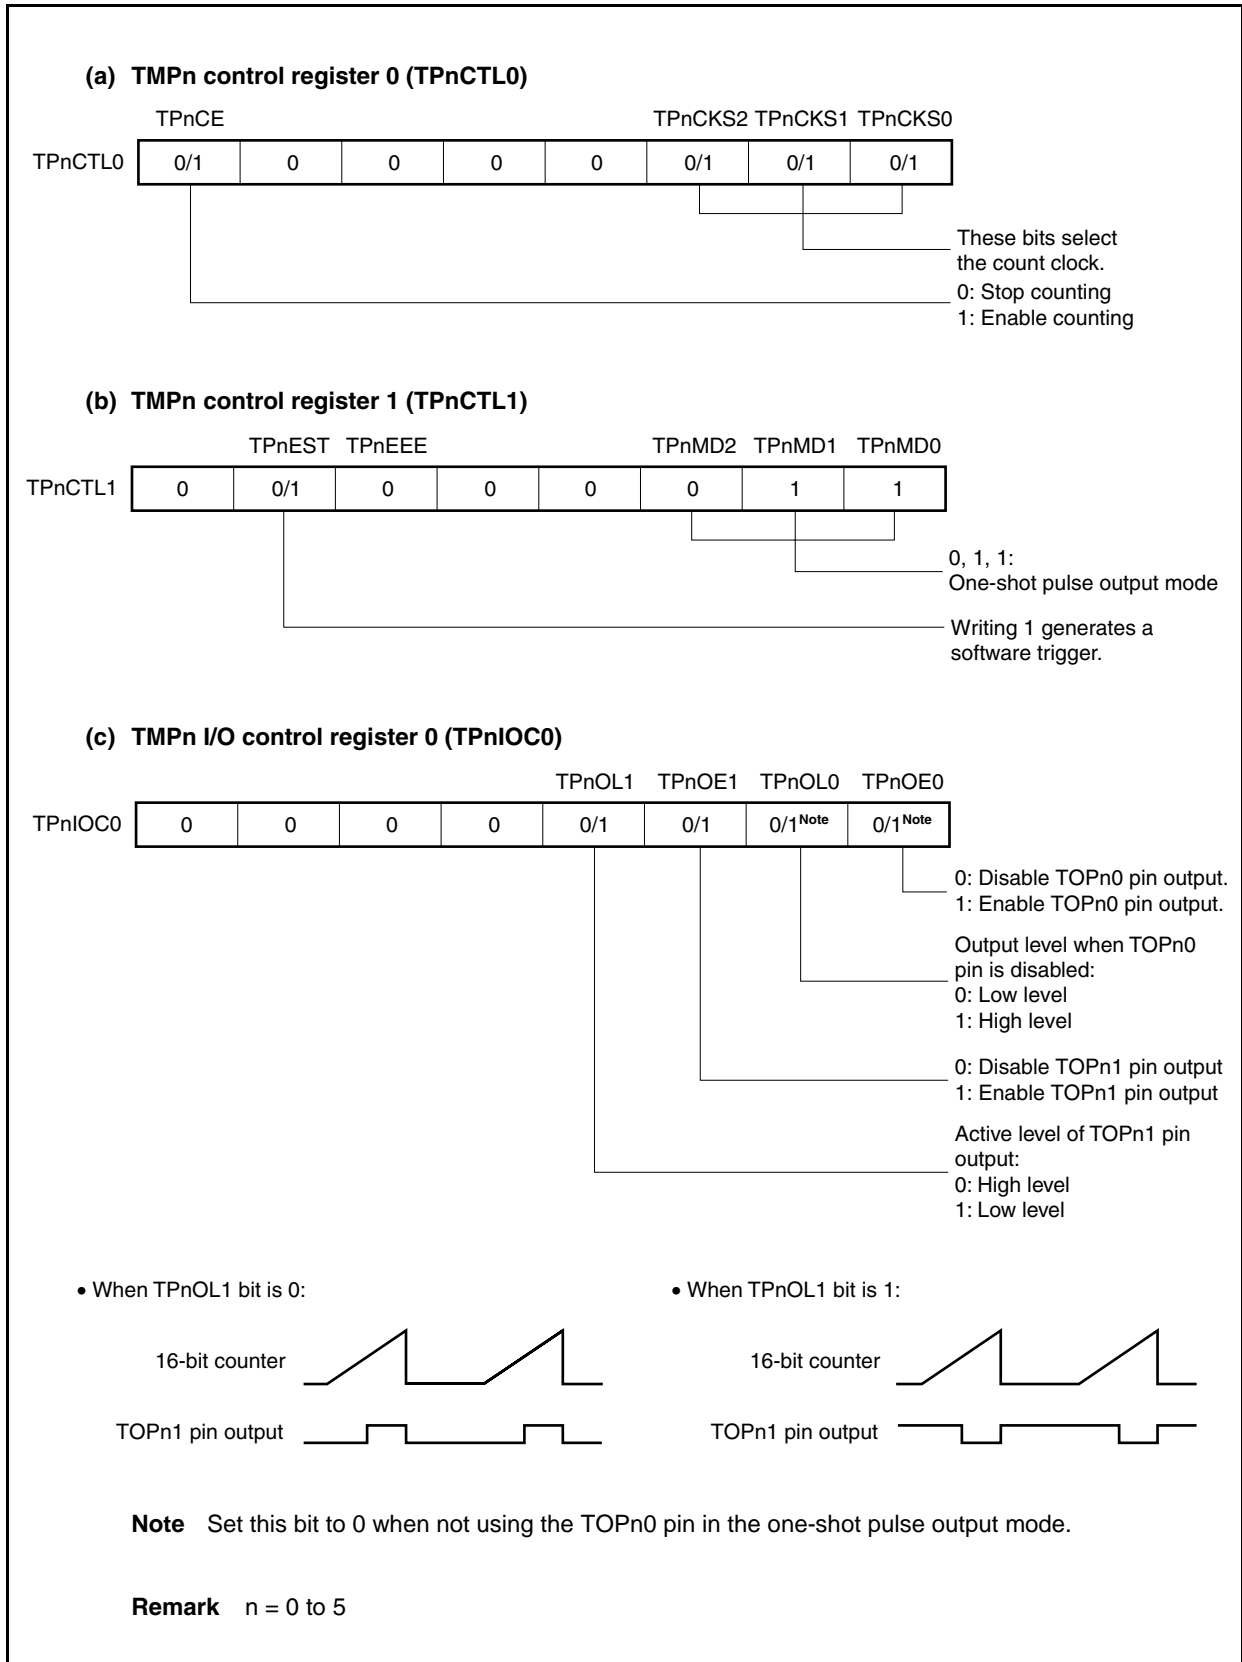 (a) TMPn control register 0 (TPnCTL0)
TPnCE TPnCKS2 TPnCKS1 TPnCKS0
TPnCTL0 0/1 0 0 0 0 0/1 0/1 0/1
These bits select
the count clock.
0: Stop counting
1: Enable counting
(b) TMPn control register 1 (TPnCTL1)
TPnEST TPnEEE TPnMD2 TPnMD1 TPnMD0
TPnCTL1 0 0/1 0 0 0 0 1 1
0, 1, 1:
One-shot pulse output mode
Writing 1 generates a
software trigger.
(c) TMPn I/O control register 0 (TPnIOC0)
TPnOL1 TPnOE1 TPnOL0 TPnOE0
TPnIOC0 0 0 0 0 0/1 0/1 0/1Note 0/1Note
0: Disable TOPn0 pin output.
1: Enable TOPn0 pin output.
Output level when TOPn0
pin is disabled:
0: Low level
1: High level
0: Disable TOPn1 pin output
1: Enable TOPn1 pin output
Active level of TOPn1 pin
output:
0: High level
1: Low level
• When TPnOL1 bit is 0: • When TPnOL1 bit is 1:
16-bit counter 16-bit counter
TOPn1 pin output TOPn1 pin output
Note Set this bit to 0 when not using the TOPn0 pin in the one-shot pulse output mode.
Remark n = 0 to 5